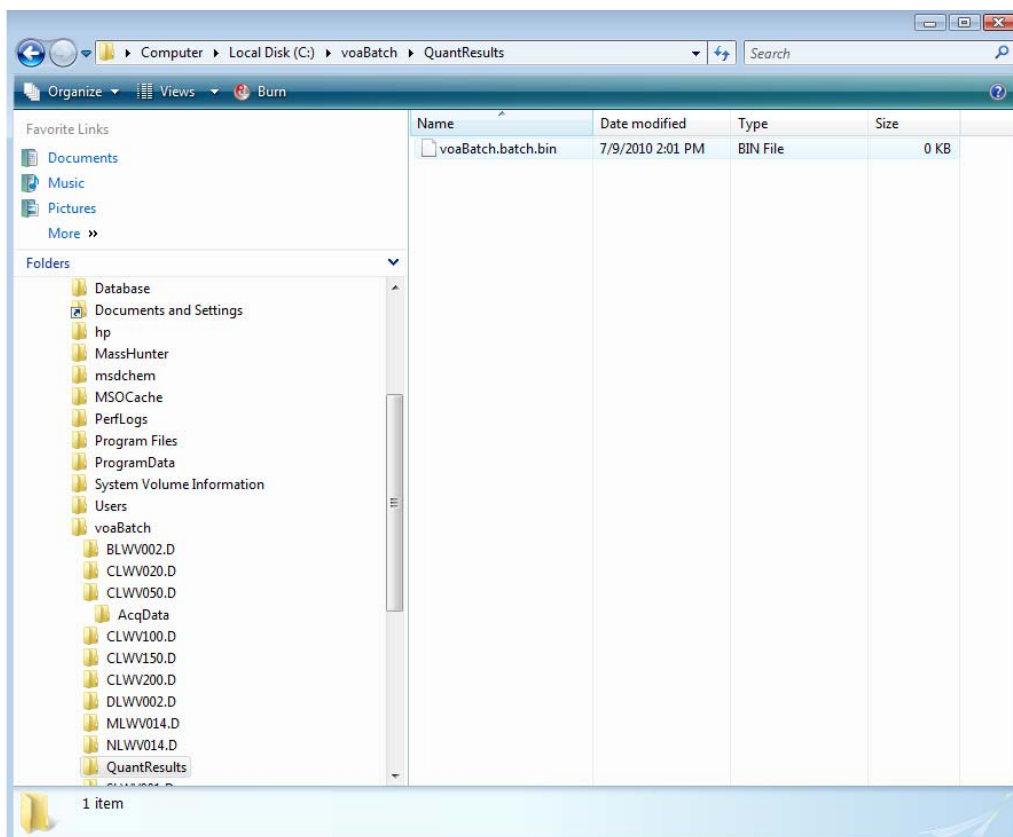 Computer Local Disk (C:) voaBatch QuantResults
Search
Organize Views Burn
Favorite Links
Documents
Music
Pictures
More »
Folders
Database
Documents and Settings
hp
MassHunter
msdchem
MSOCache
PerfLogs
Program Files
ProgramData
System Volume Information
Users
voaBatch
BLWV002.D
CLWV020.D
CLWV050.D
AcqData
CLWV100.D
CLWV150.D
CLWV200.D
DLWV002.D
MLWV014.D
NLWV014.D
QuantResults
Name Date modified Type Size
voaBatch.batch.bin 7/9/2010 2:01 PM BIN File 0 KB
1 item